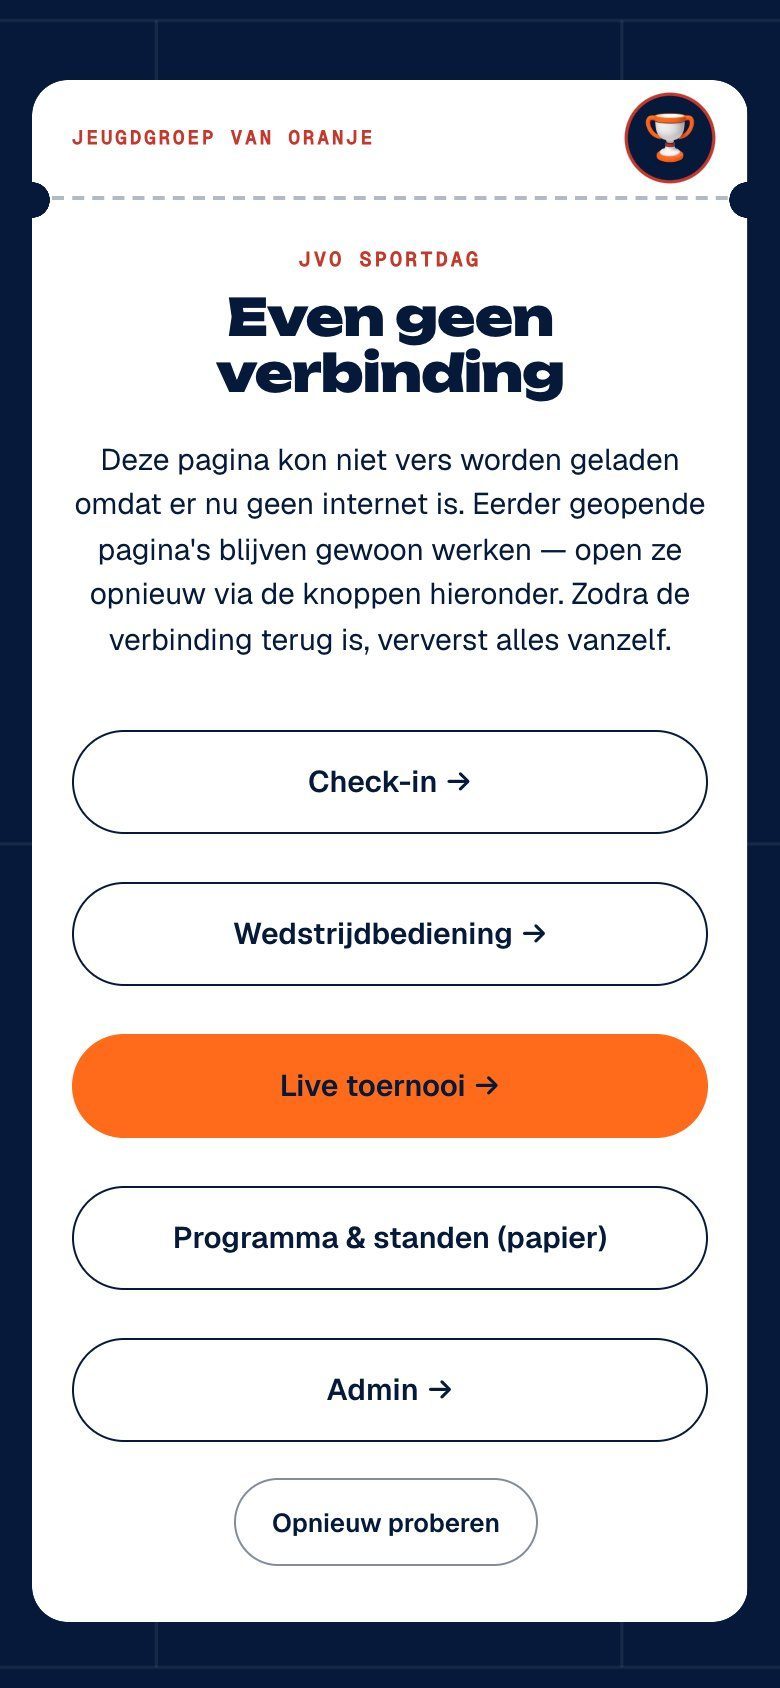 JEUGDGROEP VAN ORANJE
JVO SPORTDAG
Even geen
verbinding
Deze pagina kon niet vers worden geladen
omdat er nu geen internet is. Eerder geopende
pagina's blijven gewoon werken — open ze
opnieuw via de knoppen hieronder. Zodra de
verbinding terug is, ververst alles vanzelf.
Check-in →
Wedstrijdbediening →
Live toernooi →
Programma & standen (papier)
Admin →
Opnieuw proberen